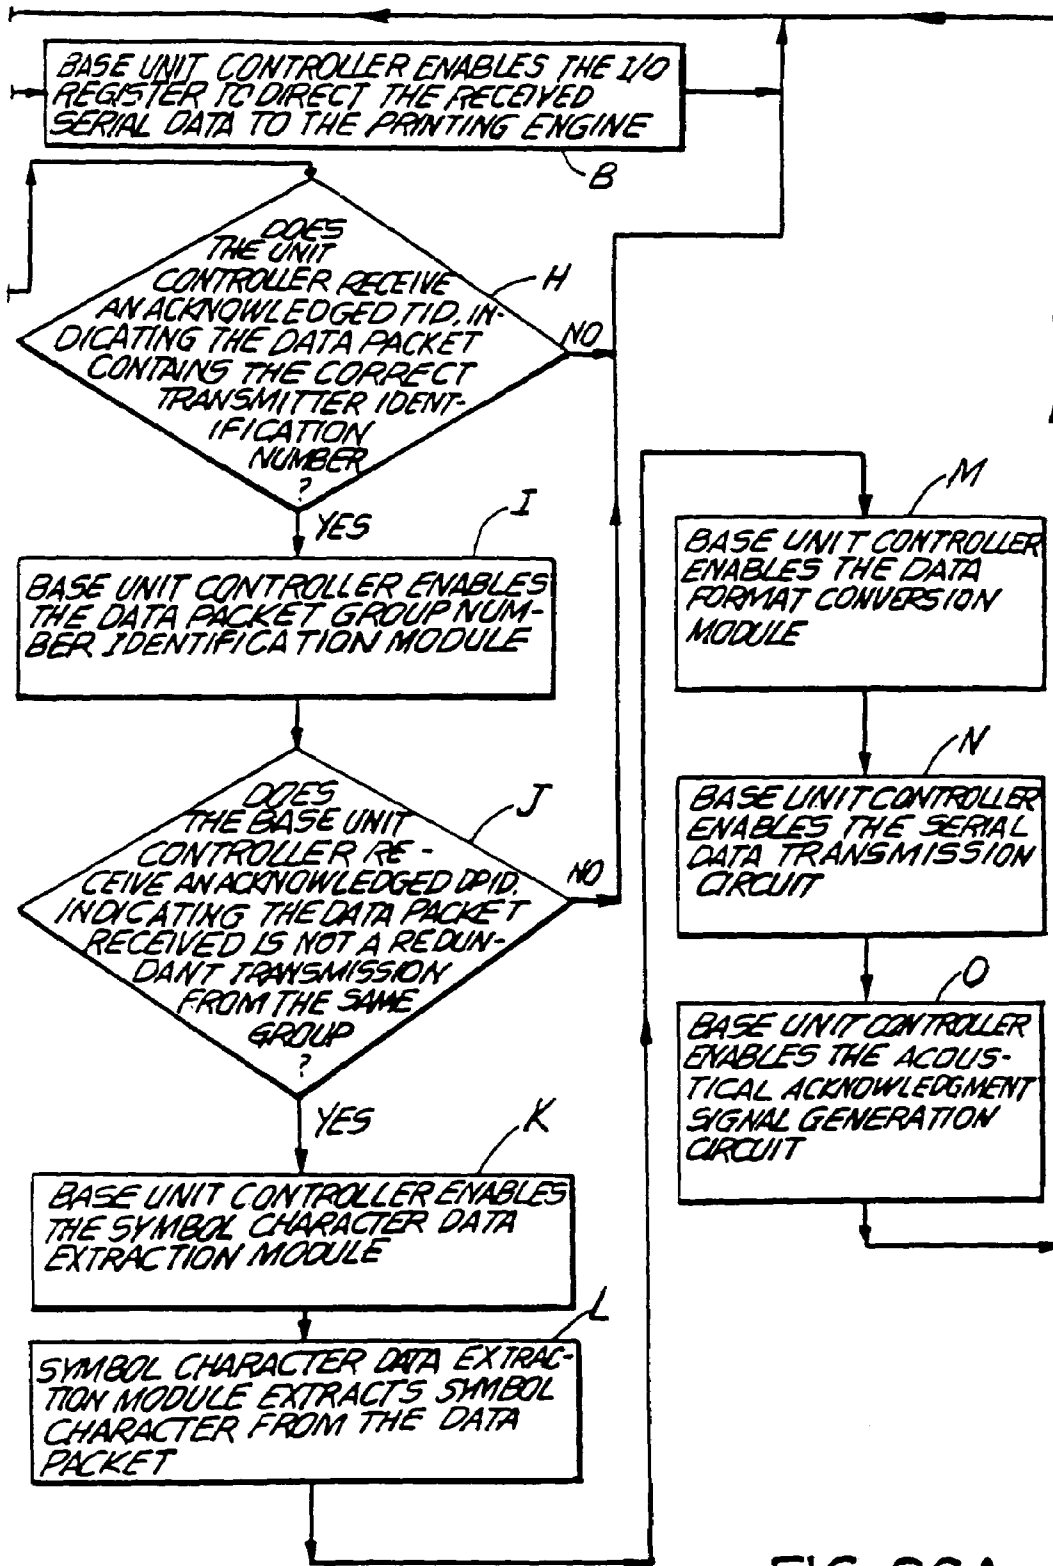 BASE UNIT CONTROLLER ENABLES THE I/O
REGISTER TO DIRECT THE RECEIVED
SERIAL DATA TO THE PRINTING ENGINE
B
DOES
THE UNIT
CONTROLLER RECEIVE
AN ACKNOWLEDGED TID, IN-
DICATING THE DATA PACKET
CONTAINS THE CORRECT
TRANSMITTER IDENT-
IFICATION
NUMBER
?
H
NO
YES
I
BASE UNIT CONTROLLER ENABLES
THE DATA PACKET GROUP NUM-
BER IDENTIFICATION MODULE
DOES
THE BASE UNIT
CONTROLLER RE-
CEIVE AN ACKNOWLEDGED DPID,
INDICATING THE DATA PACKET
RECEIVED IS NOT A REDUN-
DANT TRANSMISSION
FROM THE SAME
GROUP
?
J
NO
YES
K
BASE UNIT CONTROLLER ENABLES
THE SYMBOL CHARACTER DATA
EXTRACTION MODULE
L
SYMBOL CHARACTER DATA EXTRAC-
TION MODULE EXTRACTS SYMBOL
CHARACTER FROM THE DATA
PACKET
M
BASE UNIT CONTROLLER
ENABLES THE DATA
FORMAT CONVERSION
MODULE
N
BASE UNIT CONTROLLER
ENABLES THE SERIAL
DATA TRANSMISSION
CIRCUIT
O
BASE UNIT CONTROLLER
ENABLES THE ACOUS-
TICAL ACKNOWLEDGMENT
SIGNAL GENERATION
CIRCUIT